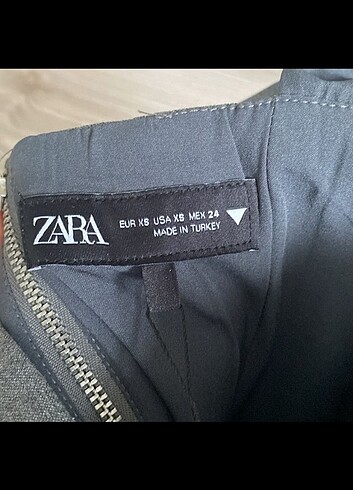 ZARA
EUR XS USA XS MEX 24
MADE IN TURKEY